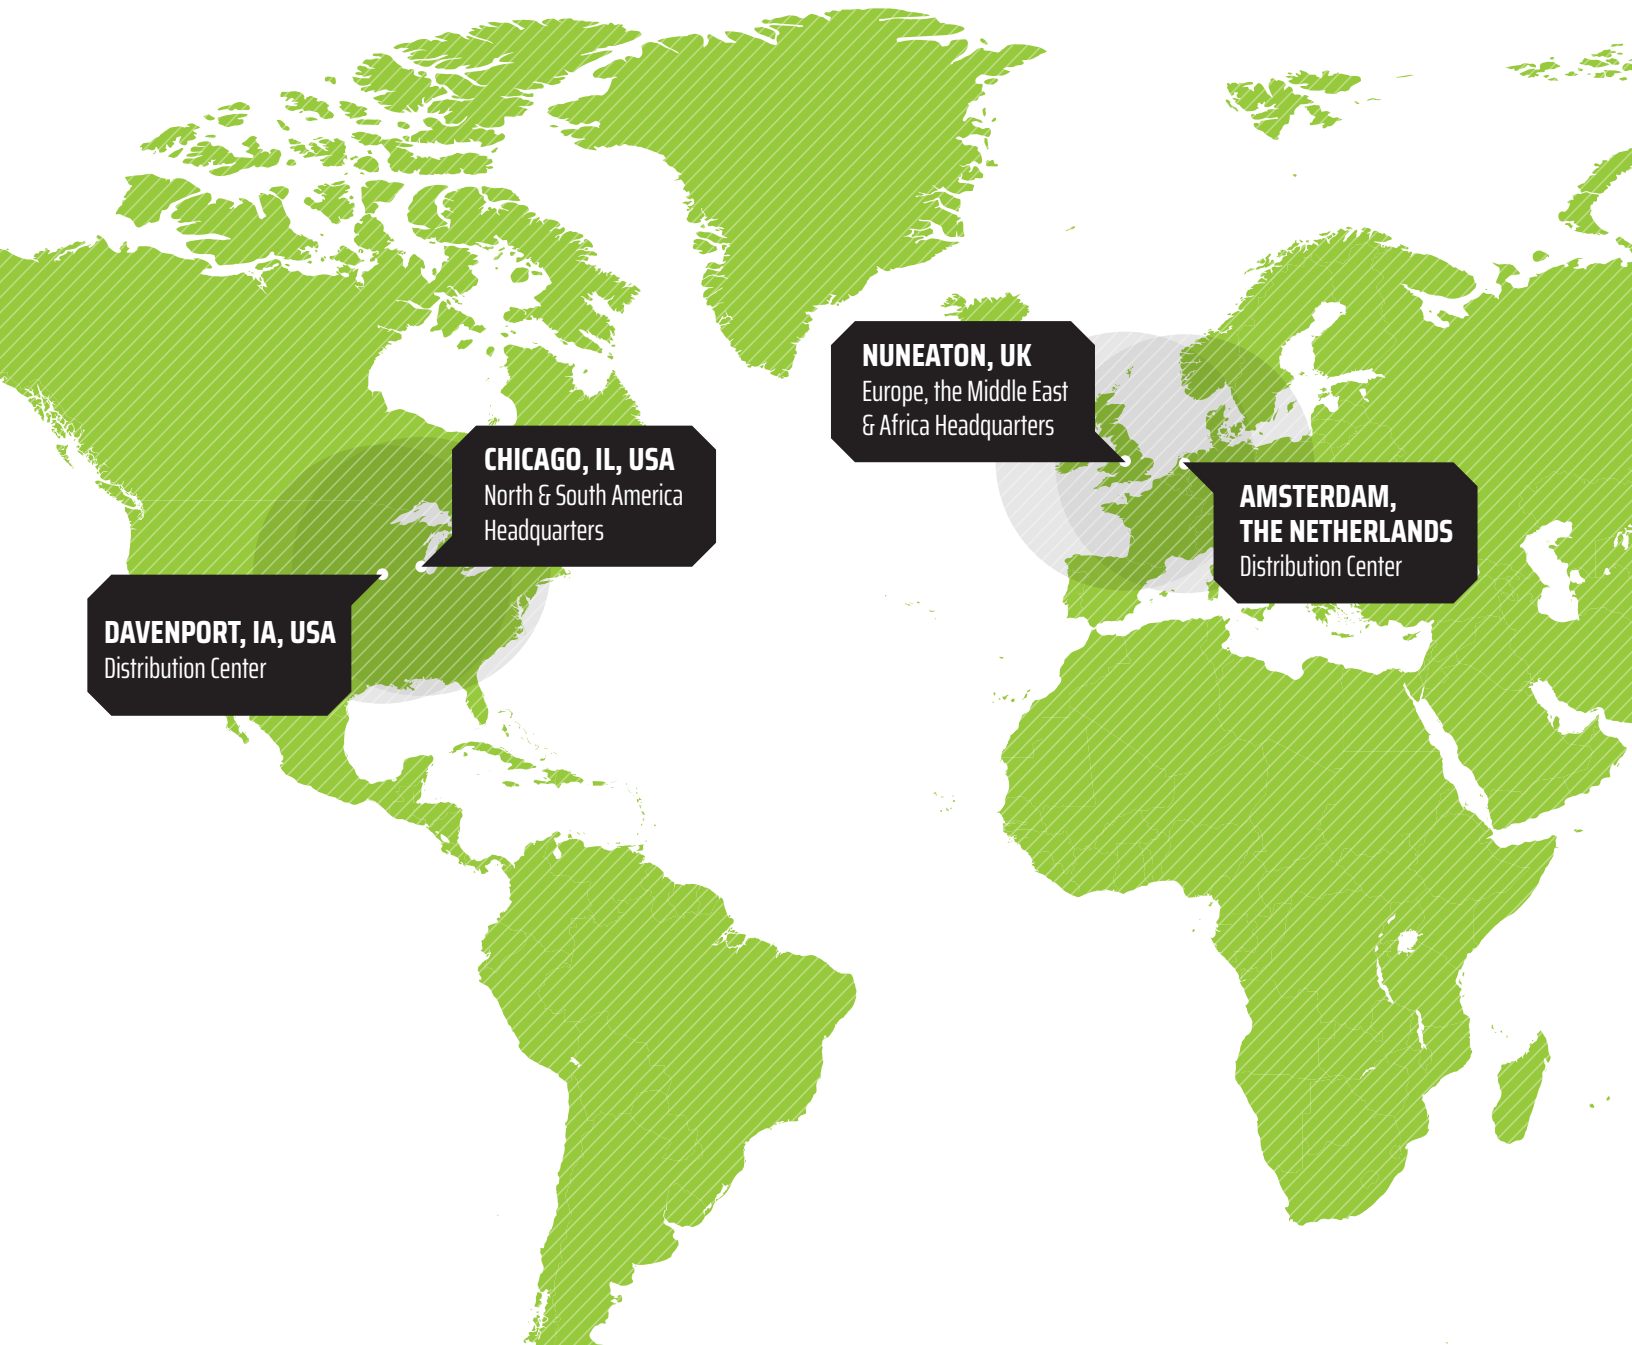 NUNEATON, UK
Europe, the Middle East
& Africa Headquarters
CHICAGO, IL, USA
North & South America
Headquarters
AMSTERDAM,
THE NETHERLANDS
Distribution Center
DAVENPORT, IA, USA
Distribution Center